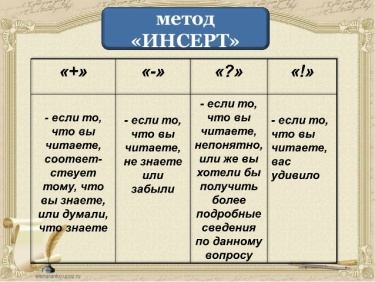 метод
«ИНСЕРТ»
«+»
«-»
«?»
«!»
- если то,
что вы
читаете,
соответ-
ствует
тому, что
вы знаете,
или думали,
что знаете
- если то,
что вы
читаете,
не знаете
или
забыли
- если то,
что вы
читаете,
непонятно,
или же вы
хотели бы
получить
более
подробные
сведения
по данному
вопросу
- если то,
что вы
читаете,
вас
удивило